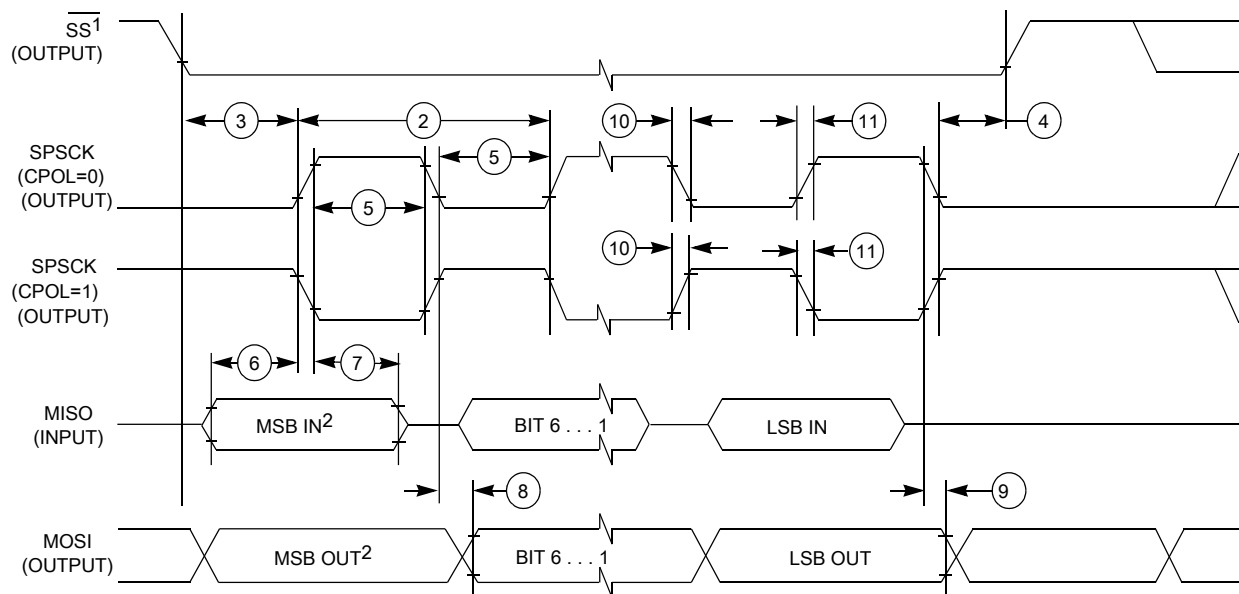 SS1
(OUTPUT)
3
2
10
11
4
SPSCK
(CPOL=0)
(OUTPUT)
5
5
SPSCK
(CPOL=1)
(OUTPUT)
10
11
6
7
MISO
(INPUT)
MSB IN2
BIT 6 . . . 1
LSB IN
8
9
MOSI
(OUTPUT)
MSB OUT2
BIT 6 . . . 1
LSB OUT